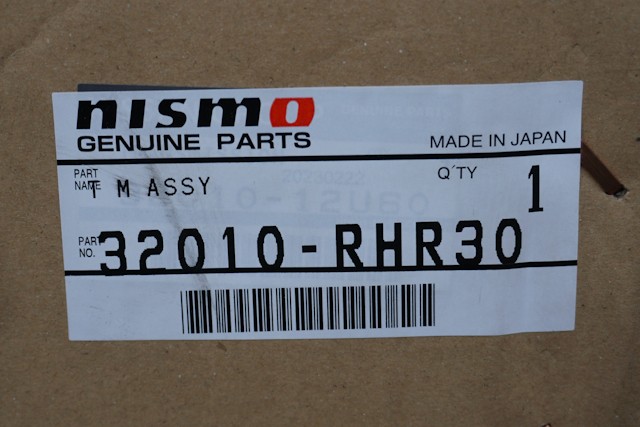 nismo
GENUINE PARTS
MADE IN JAPAN
PART NAME
T M ASSY
Q´TY
1
PART NO.
32010-RHR30